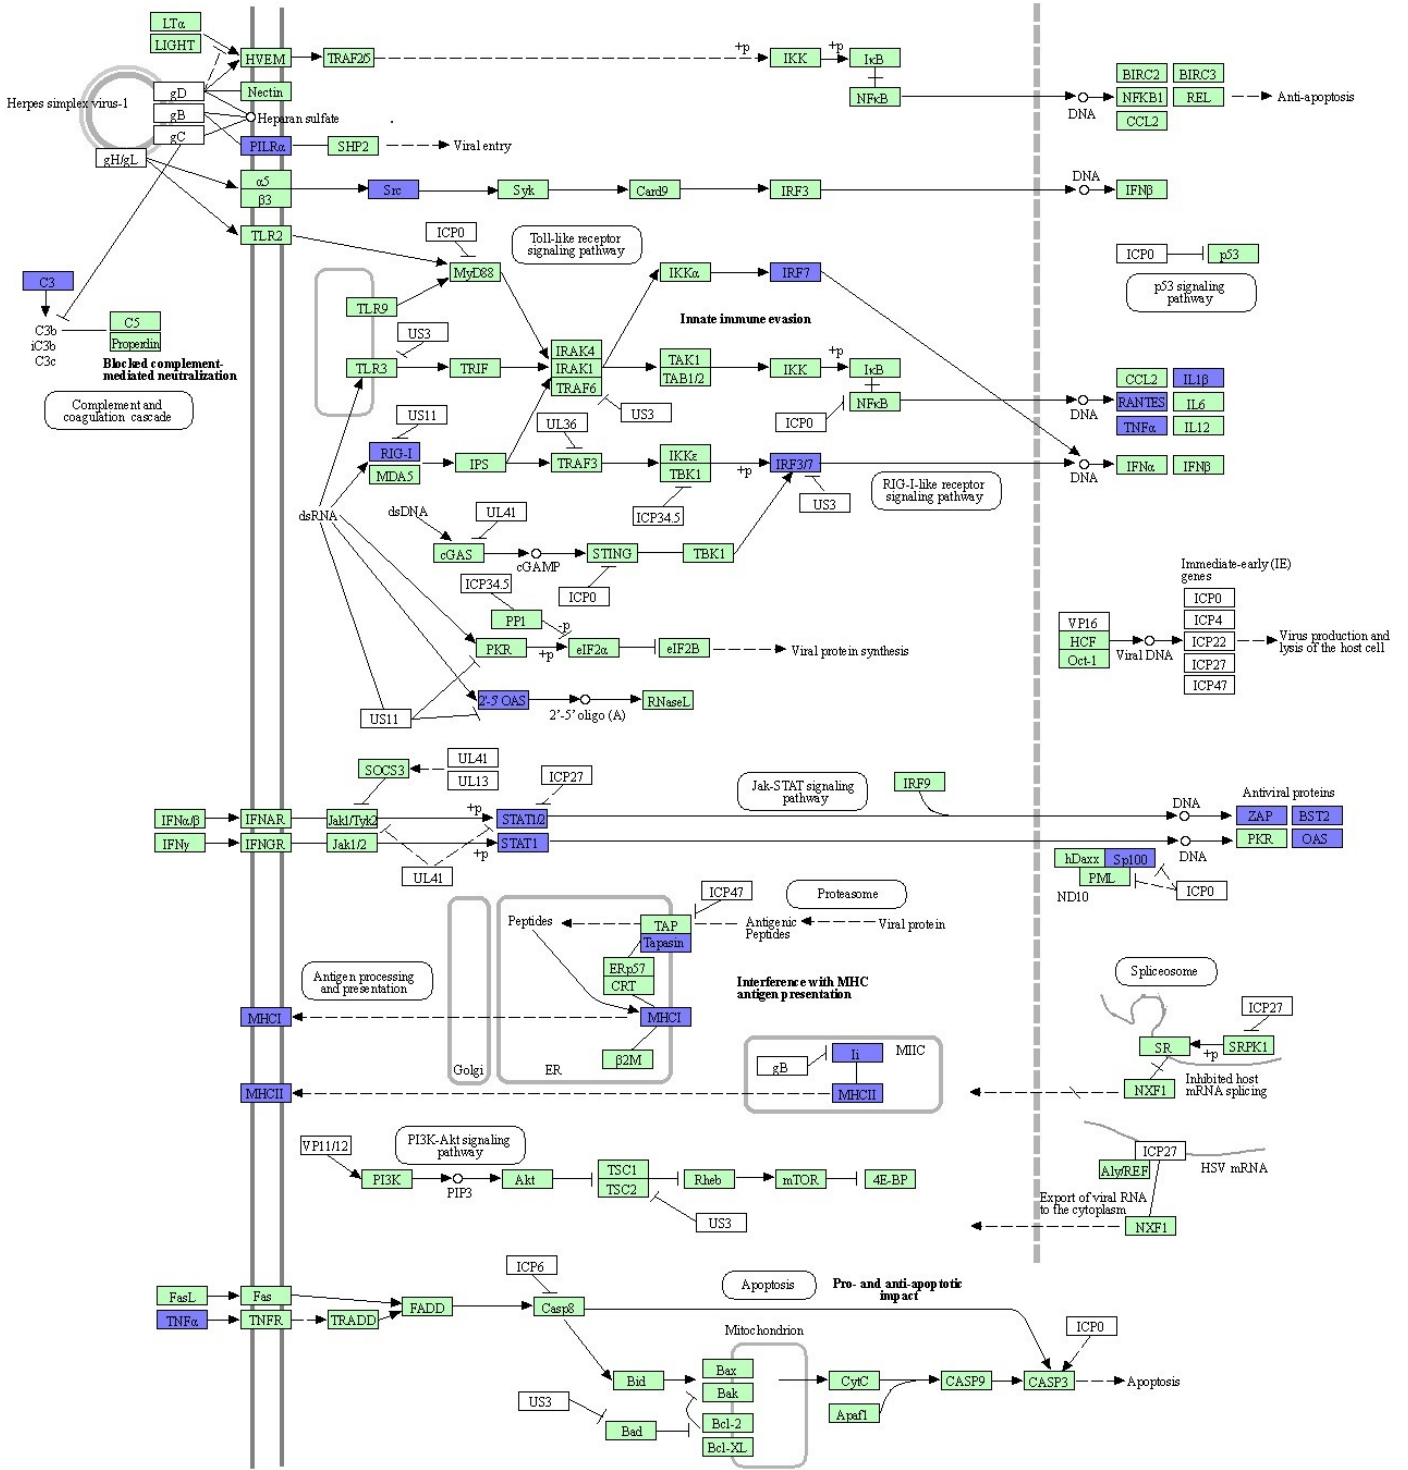 LTα
LIGHT
HVEM
TRAF2/5
+p
IKK
+p
IκB
NFκB
DNA
BIRC2
BIRC3
NFKB1
REL
CCL2
Anti-apoptosis
Herpes simplex virus-1
gD
gB
gC
gH/gL
Nectin
Heparan sulfate
PILRα
SHP2
Viral entry
α5
β3
Src
Syk
Card9
IRF3
DNA
IFNβ
TLR2
ICP0
MyD88
Toll-like receptor
signaling pathway
IKKα
IRF7
ICP0
p53
p53 signaling
pathway
C3
C3b
iC3b
C3c
C5
Properdin
Blocked complement-
mediated neutralization
Complement and
coagulation cascade
TLR9
US3
TLR3
TRIF
IRAK4
IRAK1
TRAF6
US3
Innate immune evasion
TAK1
TAB1/2
IKK
+p
IκB
NFκB
ICP0
DNA
CCL2
IL1β
RANTES
IL6
TNFα
IL12
US11
RIG-I
MDA5
IPS
UL36
TRAF3
IKKε
TBK1
+p
IRF3/7
US3
ICP34.5
RIG-I-like receptor
signaling pathway
DNA
IFNα
IFNβ
dsRNA
dsDNA
UL41
cGAS
cGAMP
STING
TBK1
ICP0
ICP34.5
PP1
-p
PKR
+p
eIF2α
eIF2B
Viral protein synthesis
US11
2'-5' OAS
2'-5' oligo (A)
RNaseL
Immediate-early (IE)
genes
ICP0
ICP4
ICP22
ICP27
ICP47
VP16
HCF
Oct-1
Viral DNA
Virus production and
lysis of the host cell
SOCS3
UL41
UL13
ICP27
Jak-STAT signaling
pathway
IRF9
IFNα/β
IFNAR
Jak1/Tyk2
+p
STAT1/2
IFNγ
IFNGR
Jak1/2
+p
STAT1
UL41
DNA
DNA
Antiviral proteins
ZAP
BST2
PKR
OAS
hDaxx
Sp100
PML
ND10
ICP0
ICP47
Proteasome
Peptides
TAP
Tapasin
Antigenic
Peptides
Viral protein
ERp57
CRT
Antigen processing
and presentation
Interference with MHC
antigen presentation
MHCI
MHCI
β2M
Golgi
ER
gB
Ii
MIIC
MHCII
MHCII
Spliceosome
ICP27
SR
+p
SRPK1
NXF1
Inhibited host
mRNA splicing
VP11/12
PI3K-Akt signaling
pathway
PI3K
PIP3
Akt
TSC1
TSC2
Rheb
mTOR
4E-BP
US3
ICP27
Aly/REF
HSV mRNA
Export of viral RNA
to the cytoplasm
NXF1
ICP6
Apoptosis
Pro- and anti-apoptotic
impact
FasL
Fas
FADD
Casp8
TNFα
TNFR
TRADD
Mitochondrion
ICP0
Bid
Bax
Bak
CytC
CASP9
CASP3
Apoptosis
US3
Bad
Bcl-2
Bcl-XL
Apaf1